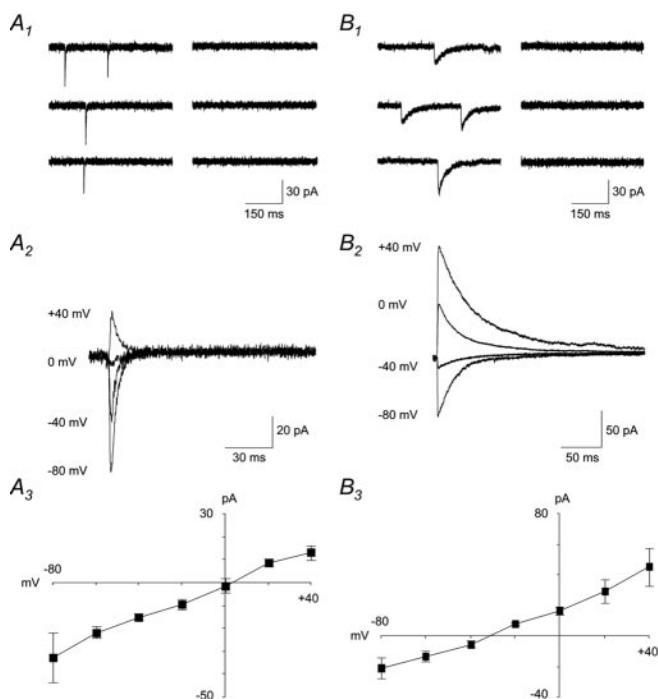 A1
B1
30 pA
150 ms
30 pA
150 ms
A2
B2
+40 mV
0 mV
-40 mV
-80 mV
20 pA
30 ms
+40 mV
0 mV
-40 mV
-80 mV
50 pA
50 ms
A3
pA
30
-80
mV
+40
-50
B3
pA
80
-80
mV
+40
-40